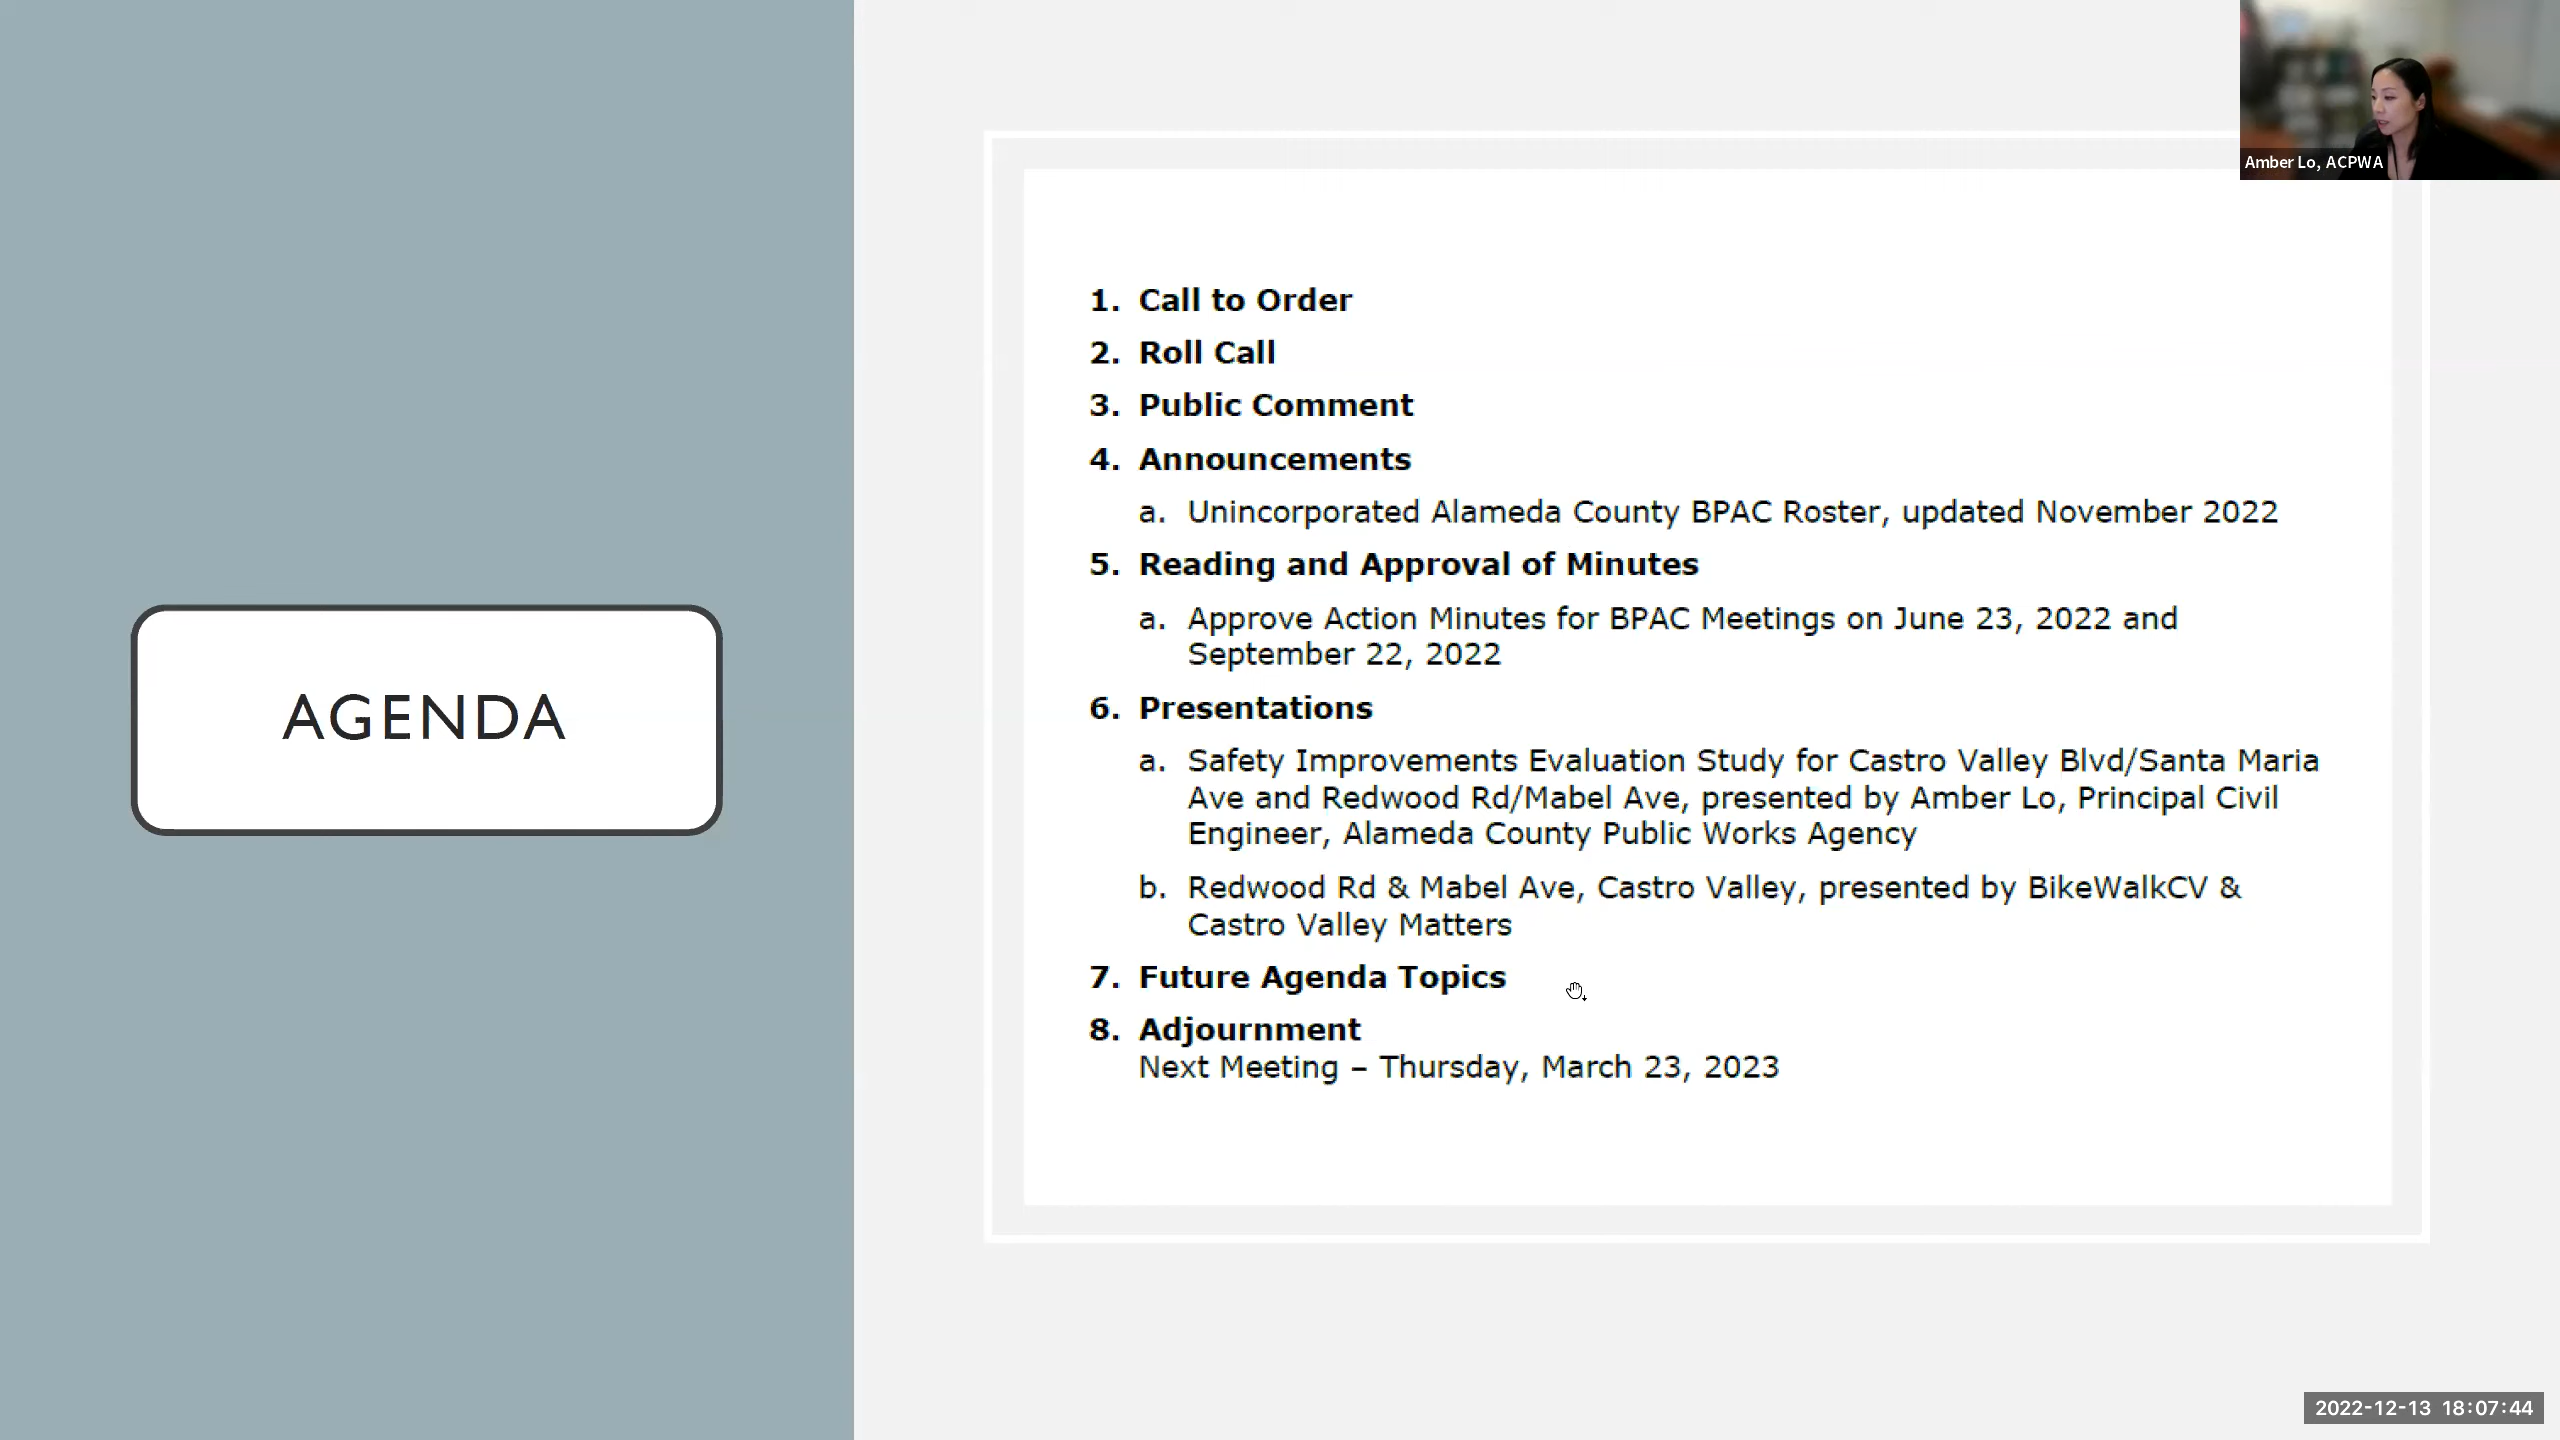 AGENDA
1. Call to Order
2. Roll Call
3. Public Comment
4. Announcements
a. Unincorporated Alameda County BPAC Roster, updated November 2022
5. Reading and Approval of Minutes
a. Approve Action Minutes for BPAC Meetings on June 23, 2022 and
September 22, 2022
6. Presentations
a. Safety Improvements Evaluation Study for Castro Valley Blvd/Santa Maria
Ave and Redwood Rd/Mabel Ave, presented by Amber Lo, Principal Civil
Engineer, Alameda County Public Works Agency
b. Redwood Rd & Mabel Ave, Castro Valley, presented by BikeWalkCV &
Castro Valley Matters
7. Future Agenda Topics
8. Adjournment
Next Meeting – Thursday, March 23, 2023
Amber Lo, ACPWA
2022-12-13 18:07:44